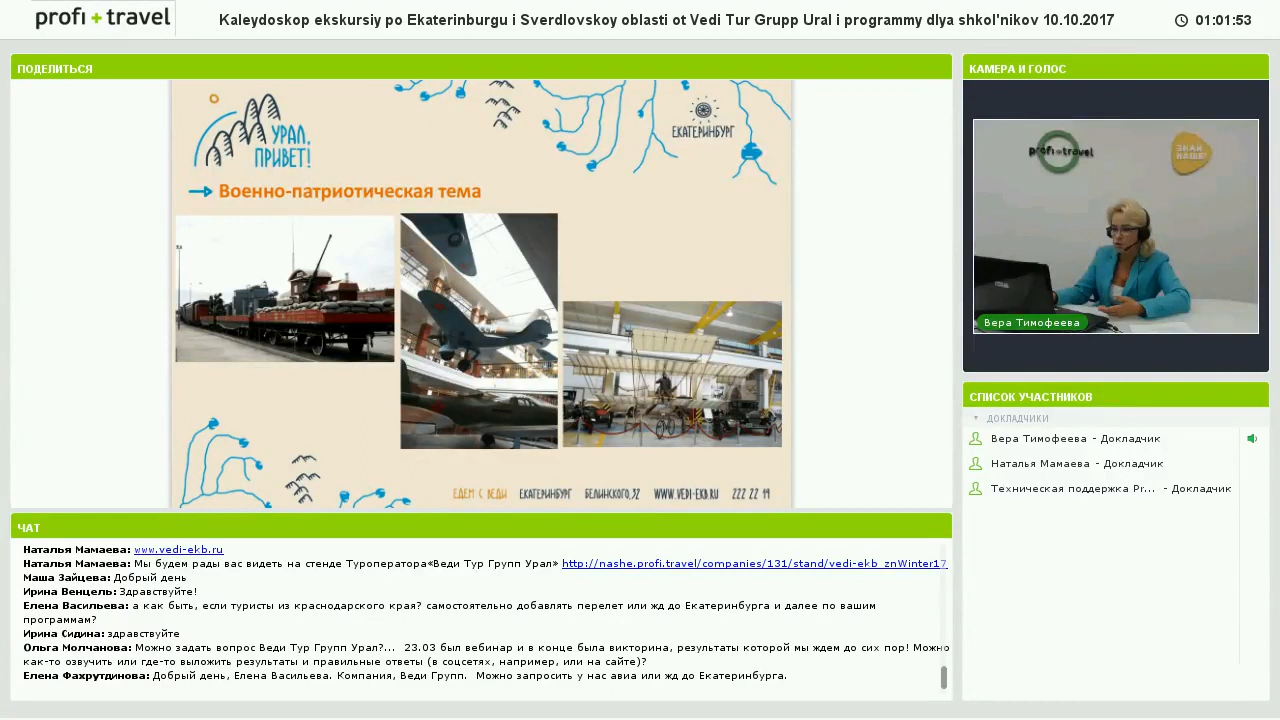 profi + travel
Kaleydoskop ekskursiy po Ekaterinburgu i Sverdlovskoy oblasti ot Vedi Tur Grupp Ural i programmy dlya shkol'nikov 10.10.2017
01:01:53
ПОДЕЛИТЬСЯ
УРАЛ,
ПРИВЕТ!
ЕКАТЕРИНБУРГ
Военно-патриотическая тема
ЕДЕМ С ВЕДИ ЕКАТЕРИНБУРГ БЕЛИНСКОГО,32 WWW.VEDI-EKB.RU 222 22 19
КАМЕРА И ГОЛОС
profi travel
ЗНАЙ
НАШЕ!
Вера Тимофеева
СПИСОК УЧАСТНИКОВ
ДОКЛАДЧИКИ
Вера Тимофеева - Докладчик
Наталья Мамаева - Докладчик
Техническая поддержка Pr... - Докладчик
ЧАТ
Наталья Мамаева: www.vedi-ekb.ru
Наталья Мамаева: Мы будем рады вас видеть на стенде Туроператора«Веди Тур Групп Урал» http://nashe.profi.travel/companies/131/stand/vedi-ekb_znWinter17
Маша Зайцева: Добрый день
Ирина Венцель: Здравствуйте!
Елена Васильева: а как быть, если туристы из краснодарского края? самостоятельно добавлять перелет или жд до Екатеринбурга и далее по вашим
программам?
Ирина Сидина: здравствуйте
Ольга Молчанова: Можно задать вопрос Веди Тур Групп Урал?... 23.03 был вебинар и в конце была викторина, результаты которой мы ждем до сих пор! Можно
как-то озвучить или где-то выложить результаты и правильные ответы (в соцсетях, например, или на сайте)?
Елена Фахрутдинова: Добрый день, Елена Васильева. Компания, Веди Групп. Можно запросить у нас авиа или жд до Екатеринбурга.